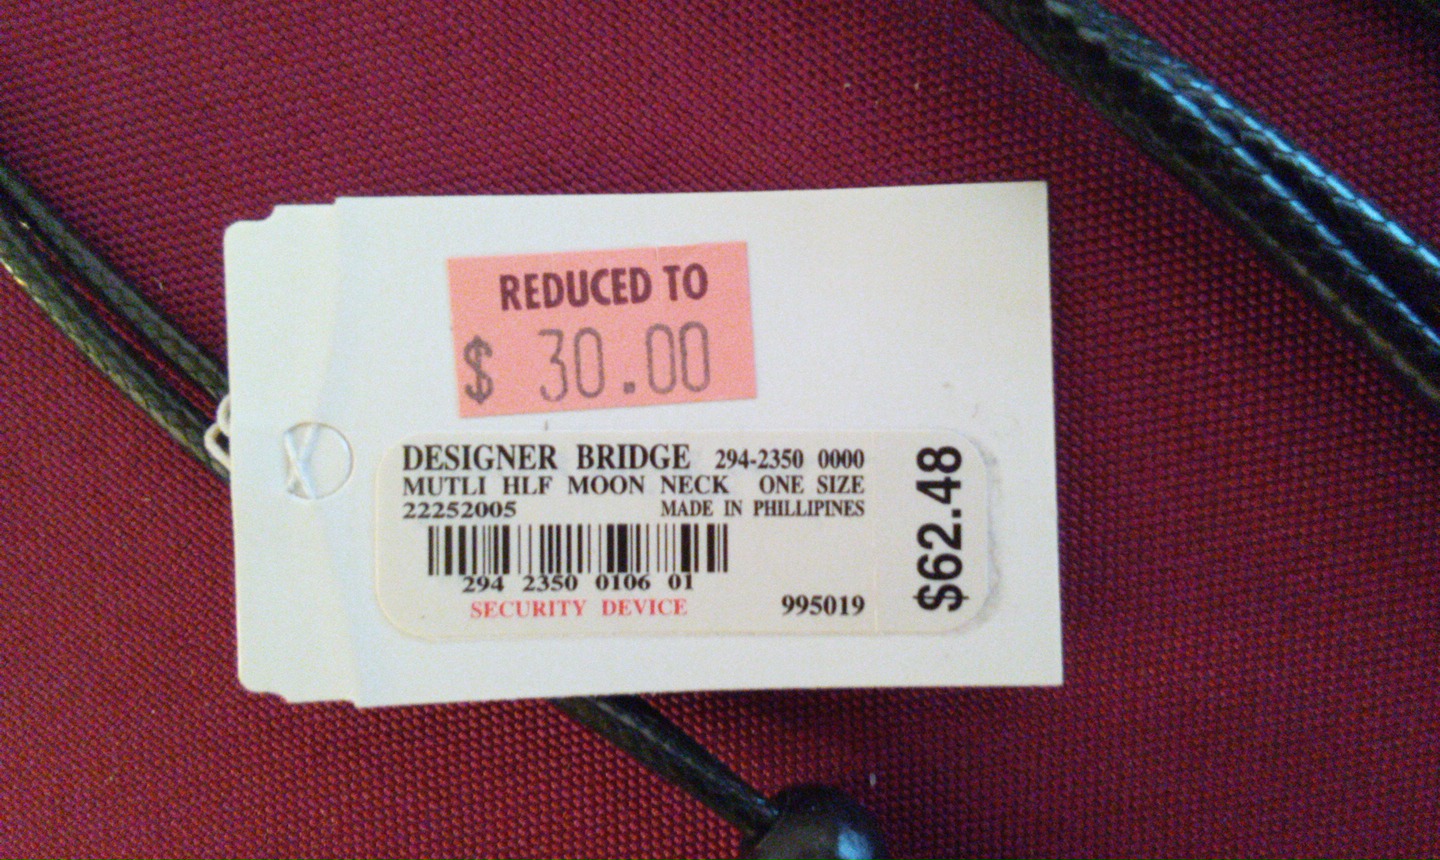 REDUCED TO
$ 30.00
DESIGNER BRIDGE 294-2350 0000
MUTLI HLF MOON NECK ONE SIZE
22252005 MADE IN PHILLIPINES
294 2350 0106 01
SECURITY DEVICE 995019
$62.48